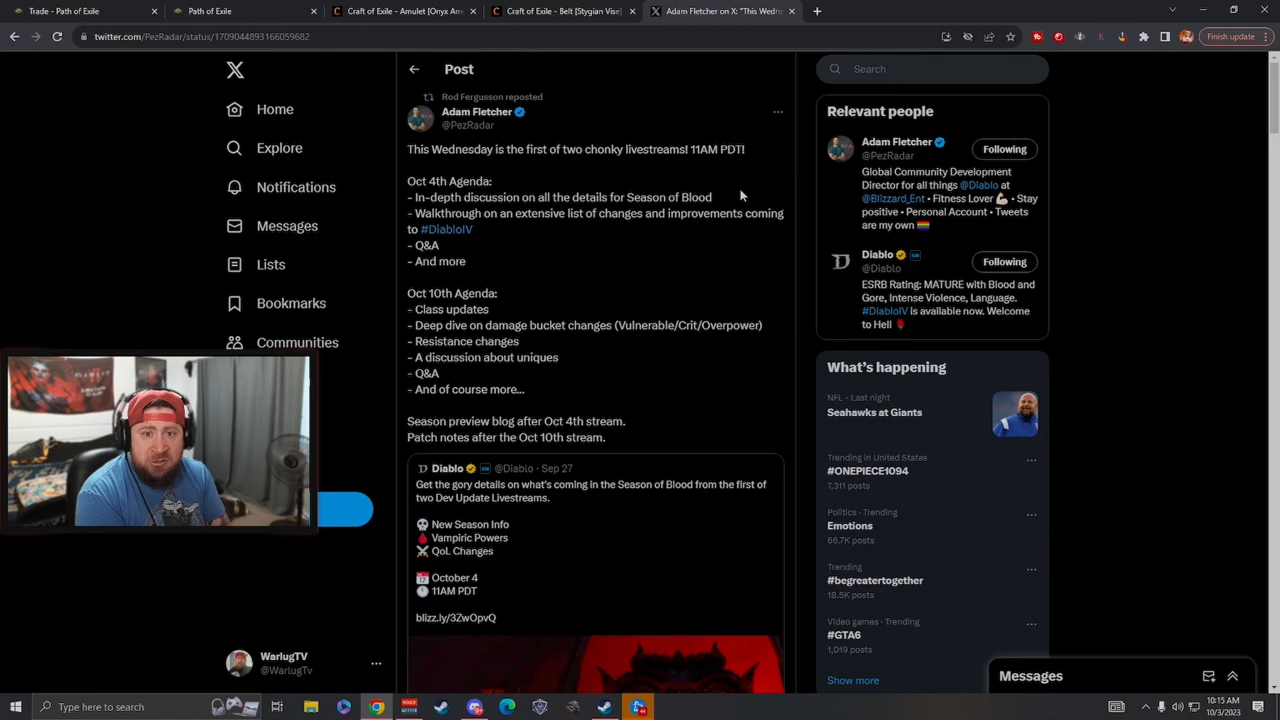 Trade - Path of Exile
Path of Exile
Craft of Exile - Amulet [Onyx Am
Craft of Exile - Belt [Stygian Vise]
Adam Fletcher on X: "This Wedn
twitter.com/PezRadar/status/1709044893166059682
Finish update
Home
Explore
Notifications
Messages
Lists
Bookmarks
Communities
WarlugTV
@WarlugTv
Post
Rod Fergusson reposted
Adam Fletcher
@PezRadar
This Wednesday is the first of two chonky livestreams! 11AM PDT!
Oct 4th Agenda:
- In-depth discussion on all the details for Season of Blood
- Walkthrough on an extensive list of changes and improvements coming
to #DiabloIV
- Q&A
- And more
Oct 10th Agenda:
- Class updates
- Deep dive on damage bucket changes (Vulnerable/Crit/Overpower)
- Resistance changes
- A discussion about uniques
- Q&A
- And of course more...
Season preview blog after Oct 4th stream.
Patch notes after the Oct 10th stream.
Diablo @Diablo · Sep 27
Get the gory details on what's coming in the Season of Blood from the first of
two Dev Update Livestreams.
New Season Info
Vampiric Powers
QoL Changes
October 4
11AM PDT
blizz.ly/3ZwOpvQ
Search
Relevant people
Adam Fletcher
@PezRadar
Following
Global Community Development
Director for all things @Diablo at
@Blizzard_Ent • Fitness Lover 💪 • Stay
positive • Personal Account • Tweets
are my own
Diablo
@Diablo
Following
ESRB Rating: MATURE with Blood and
Gore, Intense Violence, Language.
#DiabloIV is available now. Welcome
to Hell
What's happening
NFL · Last night
Seahawks at Giants
Trending in United States
#ONEPIECE1094
7,311 posts
Politics · Trending
Emotions
66.7K posts
Trending
#begreatertogether
18.5K posts
Video games · Trending
#GTA6
1,019 posts
Show more
Messages
Type here to search
10:15 AM
10/3/2023